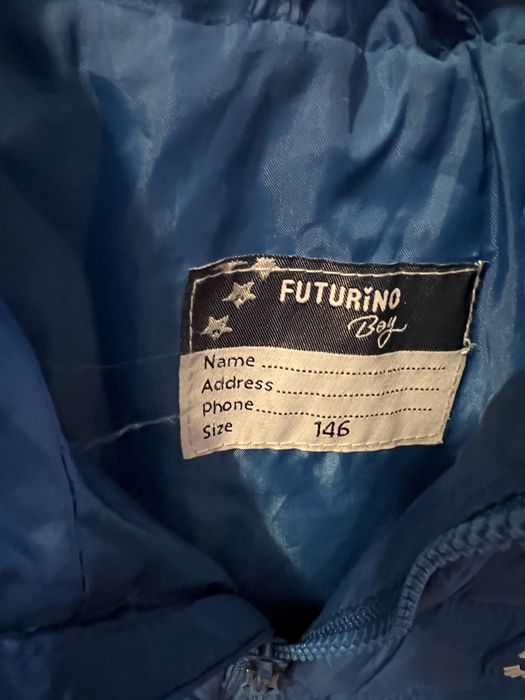 FUTURiNO
Boy
Name
Address
phone
Size 146